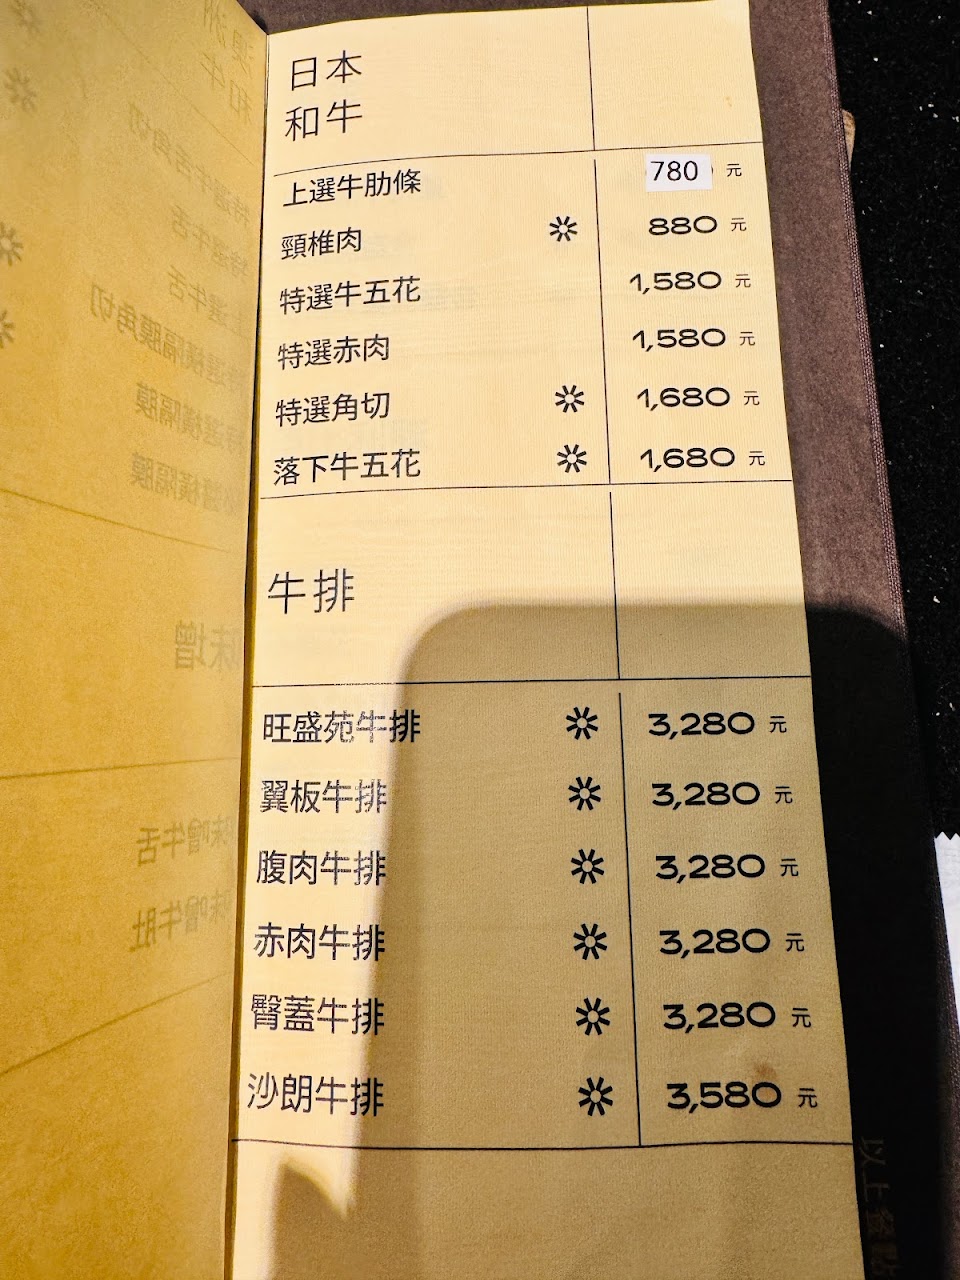 日本
和牛
上選牛肋條 780 元
頸椎肉 880 元
特選牛五花 1,580 元
特選赤肉 1,580 元
特選角切 1,680 元
落下牛五花 1,680 元
牛排
旺盛苑牛排 3,280 元
翼板牛排 3,280 元
腹肉牛排 3,280 元
赤肉牛排 3,280 元
臀蓋牛排 3,280 元
沙朗牛排 3,580 元